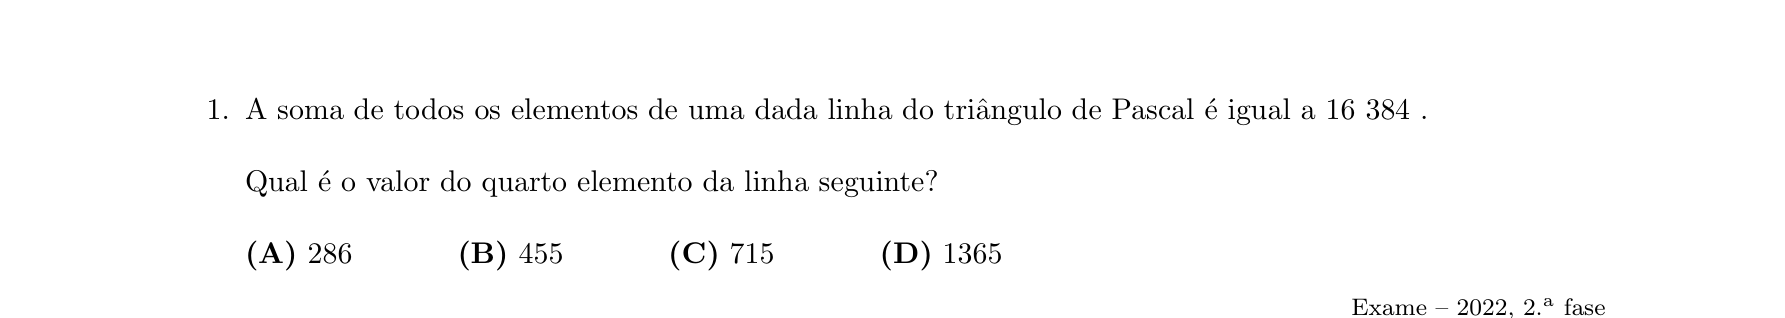 1. A soma de todos os elementos de uma dada linha do triângulo de Pascal é igual a 16 384 .
Qual é o valor do quarto elemento da linha seguinte?
(A) 286 (B) 455 (C) 715 (D) 1365
Exame – 2022, 2.ª fase